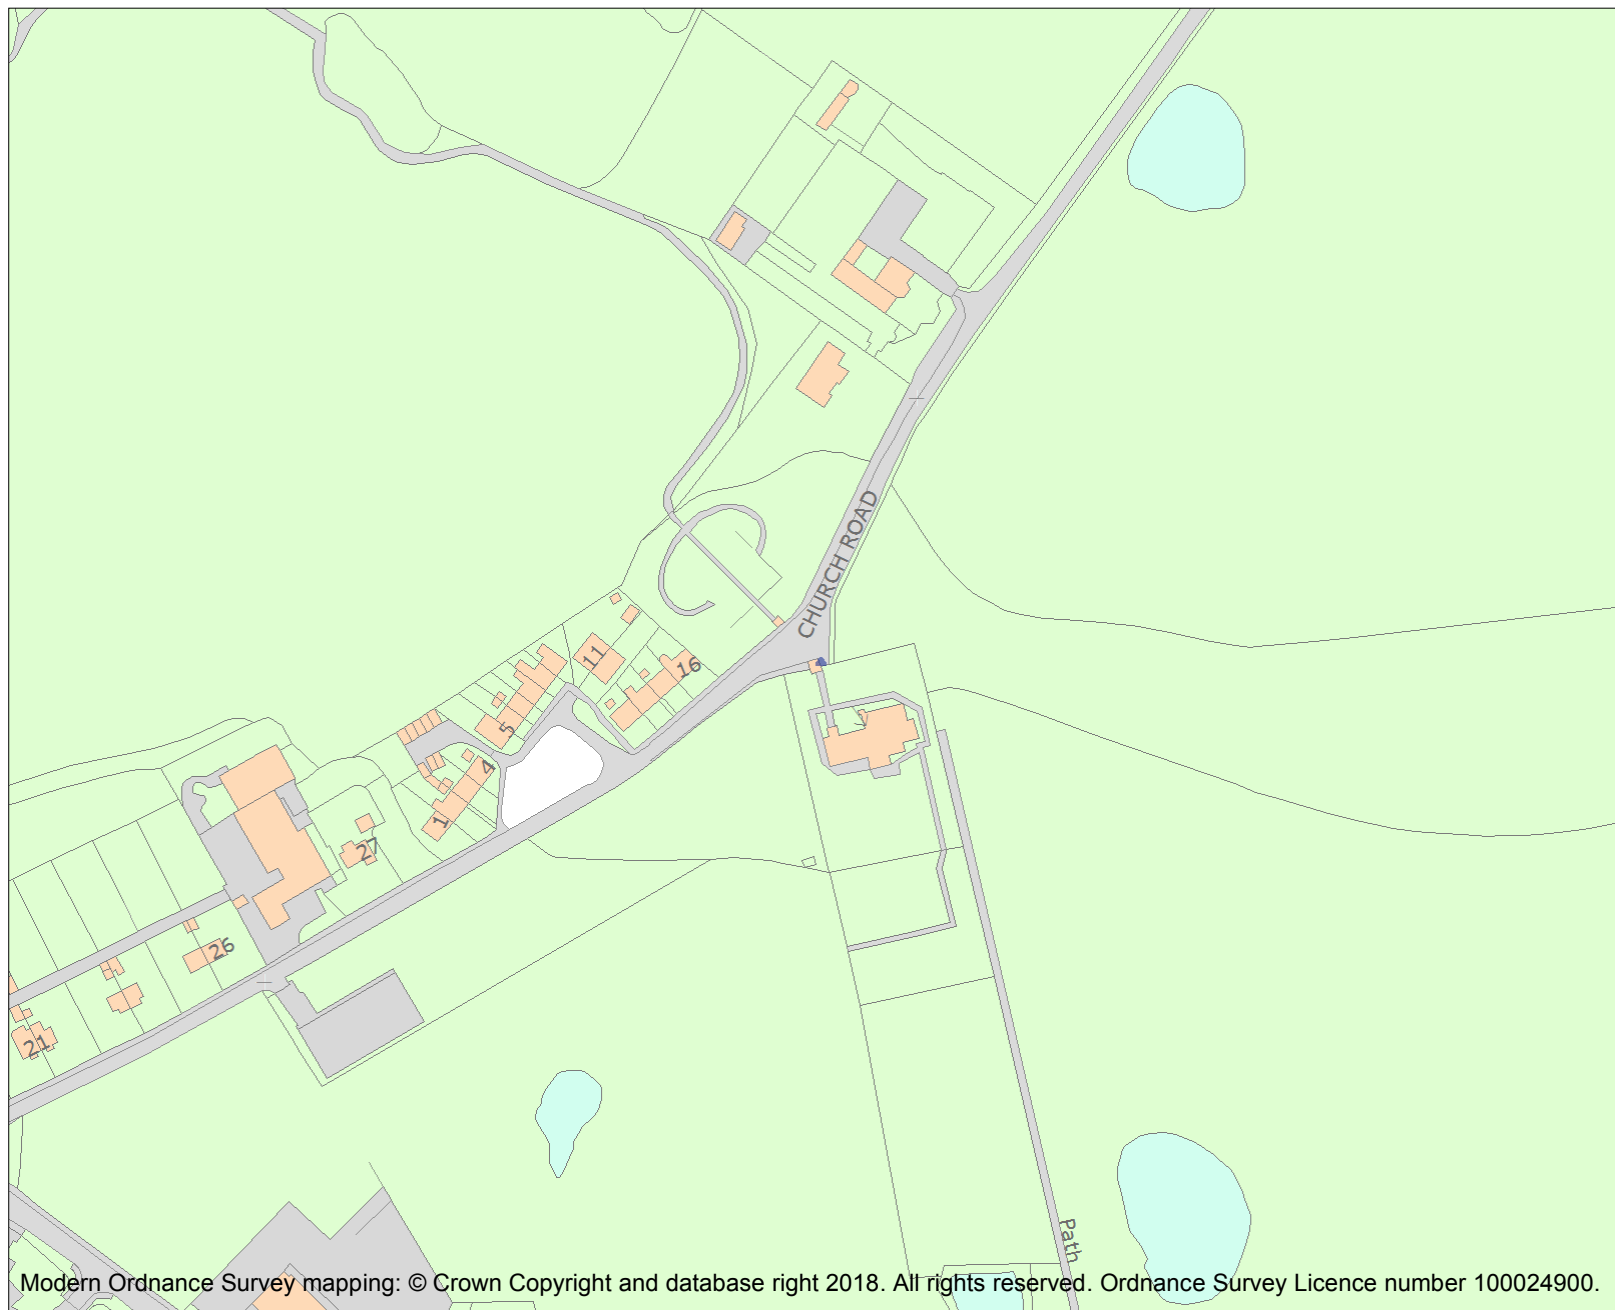 CHURCH ROAD
11
16
5
4
1
27
26
21
Path
Modern Ordnance Survey mapping: © Crown Copyright and database right 2018. All rights reserved. Ordnance Survey Licence number 100024900.